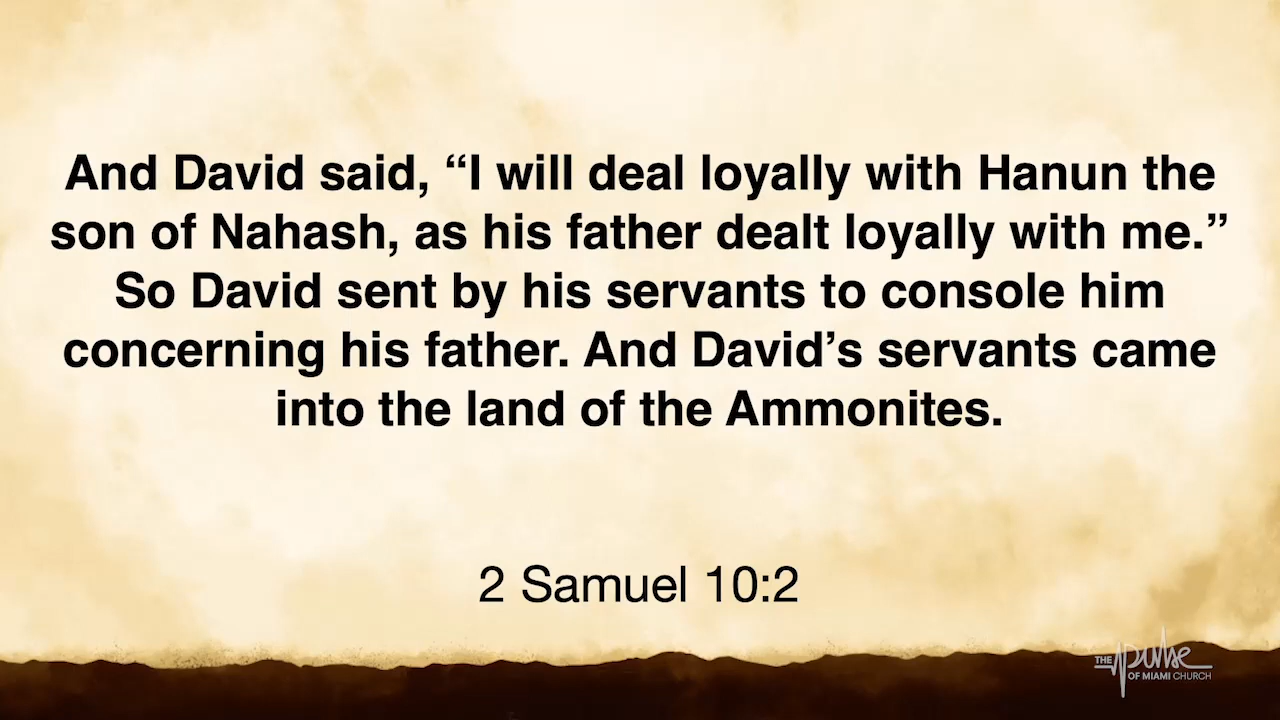 And David said, “I will deal loyally with Hanun the
son of Nahash, as his father dealt loyally with me.”
So David sent by his servants to console him
concerning his father. And David’s servants came
into the land of the Ammonites.
2 Samuel 10:2
THE pulse
OF MIAMI CHURCH